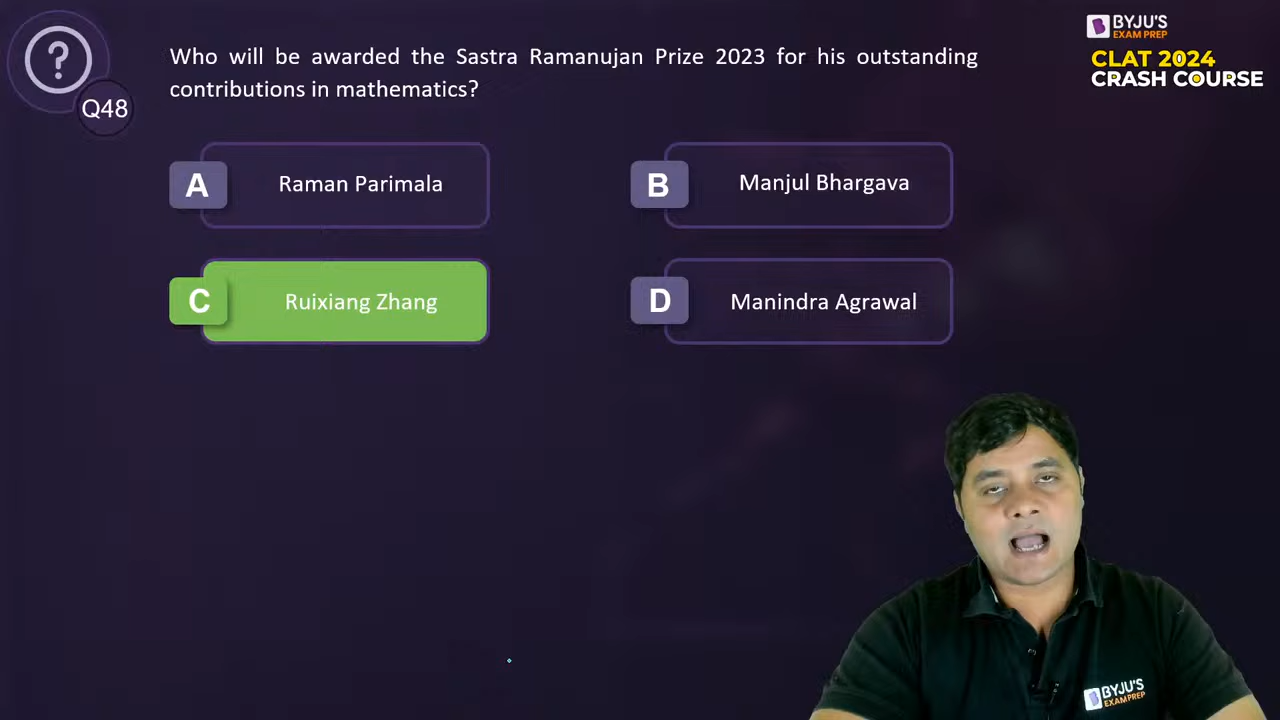 ?
Q48
Who will be awarded the Sastra Ramanujan Prize 2023 for his outstanding
contributions in mathematics?
BYJU'S
EXAM PREP
CLAT 2024
CRASH COURSE
A
Raman Parimala
B
Manjul Bhargava
C
Ruixiang Zhang
D
Manindra Agrawal
BYJU'S
EXAM PREP